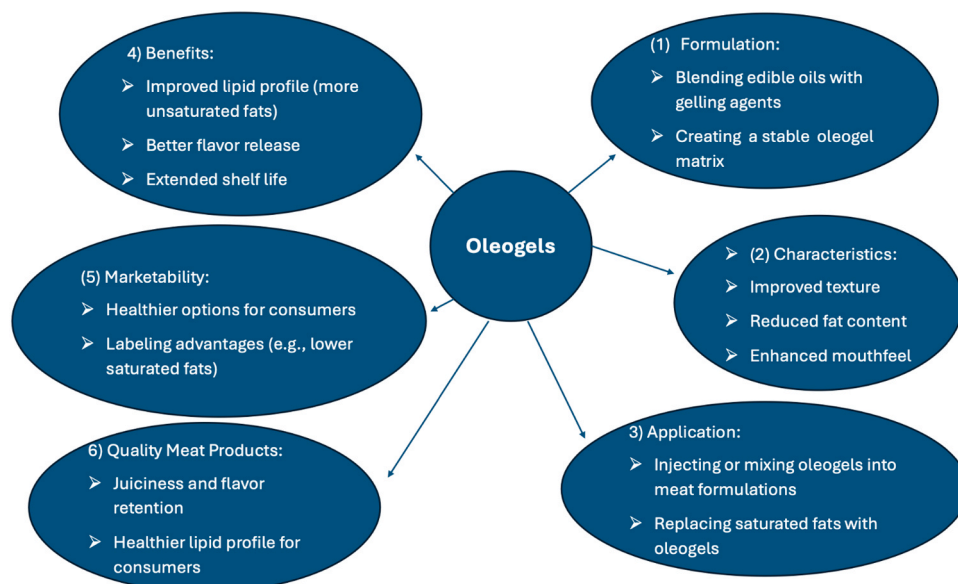 Oleogels
(1) Formulation:
➢ Blending edible oils with
gelling agents
➢ Creating a stable oleogel
matrix
➢ (2) Characteristics:
➢ Improved texture
➢ Reduced fat content
➢ Enhanced mouthfeel
3) Application:
➢ Injecting or mixing oleogels into
meat formulations
➢ Replacing saturated fats with
oleogels
4) Benefits:
➢ Improved lipid profile (more
unsaturated fats)
➢ Better flavor release
➢ Extended shelf life
(5) Marketability:
➢ Healthier options for consumers
➢ Labeling advantages (e.g., lower
saturated fats)
6) Quality Meat Products:
➢ Juiciness and flavor
retention
➢ Healthier lipid profile for
consumers